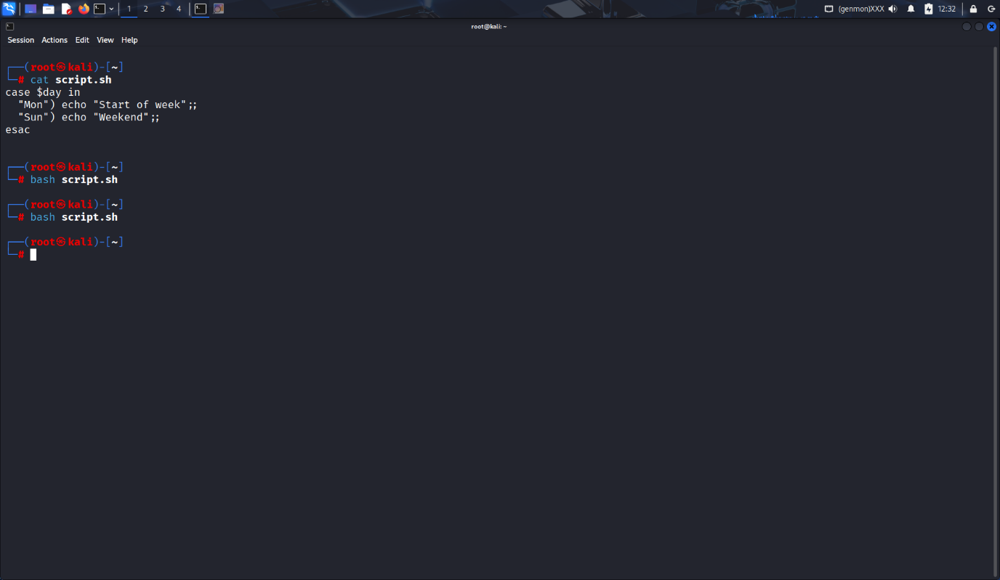 1 2 3 4 (genmon)XXX 12:32
root@kali: ~
Session Actions Edit View Help
┌──(root㉿kali)-[~]
└─# cat script.sh
case $day in
  "Mon") echo "Start of week";;
  "Sun") echo "Weekend";;
esac
┌──(root㉿kali)-[~]
└─# bash script.sh
┌──(root㉿kali)-[~]
└─# bash script.sh
┌──(root㉿kali)-[~]
└─#